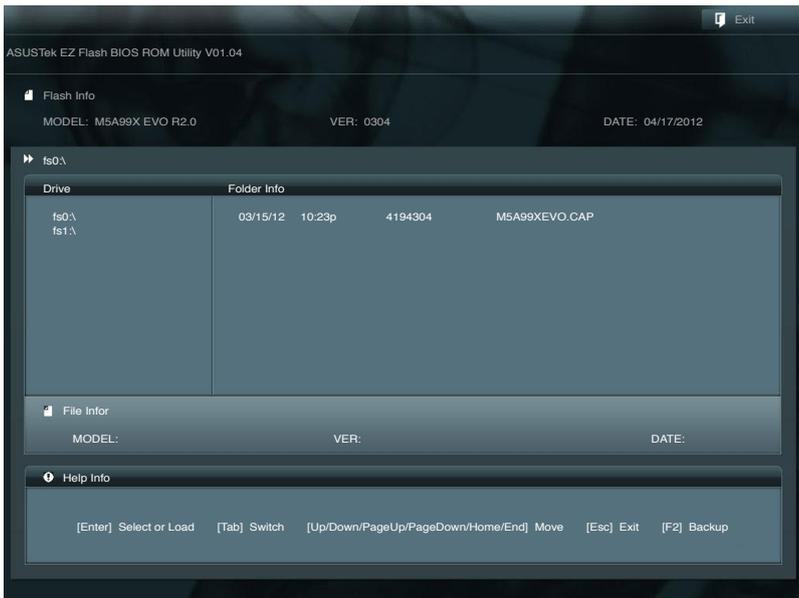 Exit
ASUSTek EZ Flash BIOS ROM Utility V01.04
Flash Info
MODEL: M5A99X EVO R2.0 VER: 0304 DATE: 04/17/2012
fs0:\
Drive Folder Info
fs0:\ 03/15/12 10:23p 4194304 M5A99XEVO.CAP
fs1:\
File Infor
MODEL: VER: DATE:
Help Info
[Enter] Select or Load [Tab] Switch [Up/Down/PageUp/PageDown/Home/End] Move [Esc] Exit [F2] Backup